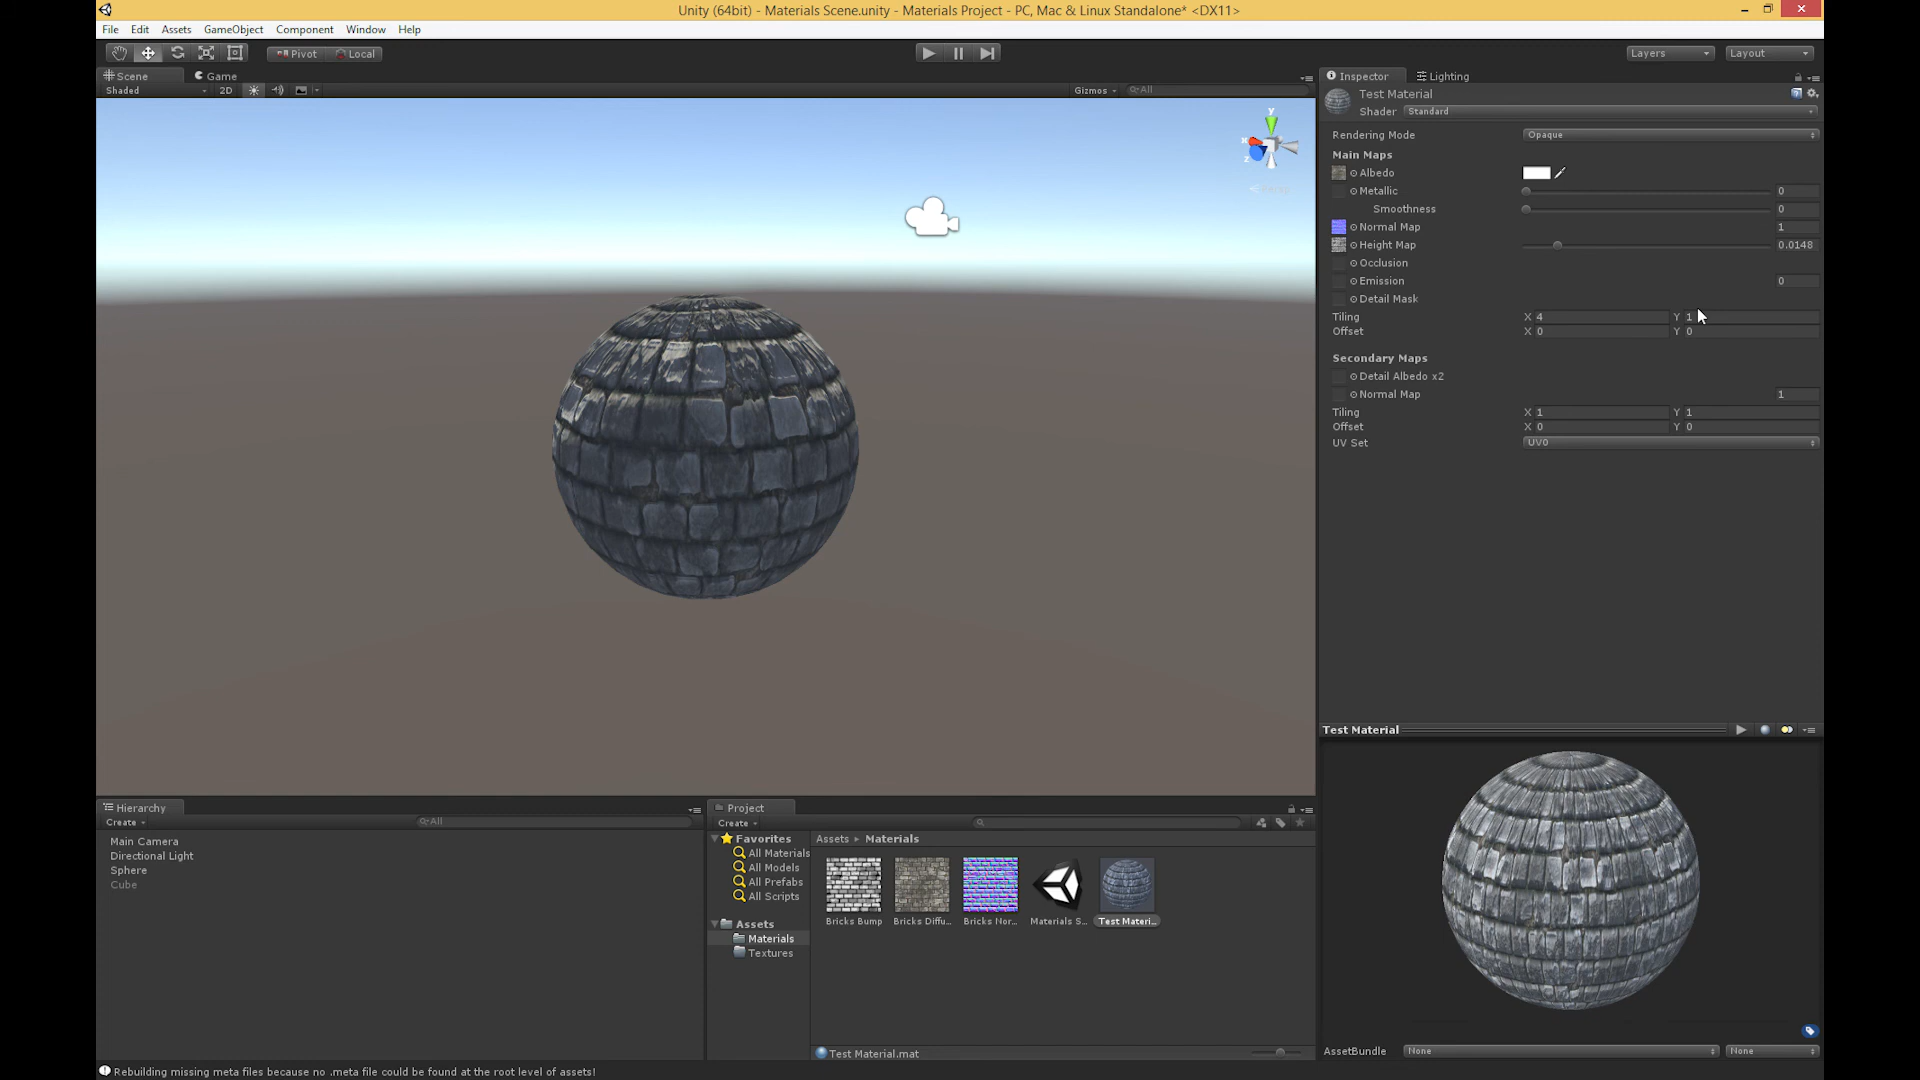 Unity (64bit) - Materials Scene.unity - Materials Project - PC, Mac & Linux Standalone* <DX11>
File Edit Assets GameObject Component Window Help
Pivot Local Layers Layout
Scene Game
Shaded 2D Gizmos All
y
x
z
Persp
Inspector Lighting
Test Material
Shader Standard
Rendering Mode Opaque
Main Maps
Albedo
Metallic 0
Smoothness 0
Normal Map 1
Height Map 0.0148
Occlusion
Emission 0
Detail Mask
Tiling X 4 Y 1
Offset X 0 Y 0
Secondary Maps
Detail Albedo x2
Normal Map 1
Tiling X 1 Y 1
Offset X 0 Y 0
UV Set UV0
Test Material
AssetBundle None None
Hierarchy
Create All
Main Camera
Directional Light
Sphere
Cube
Project
Create
Favorites
All Materials
All Models
All Prefabs
All Scripts
Assets
Materials
Textures
Assets Materials
Bricks Bump Bricks Diffu... Bricks Nor... Materials S... Test Materi...
Test Material.mat
Rebuilding missing meta files because no .meta file could be found at the root level of assets!